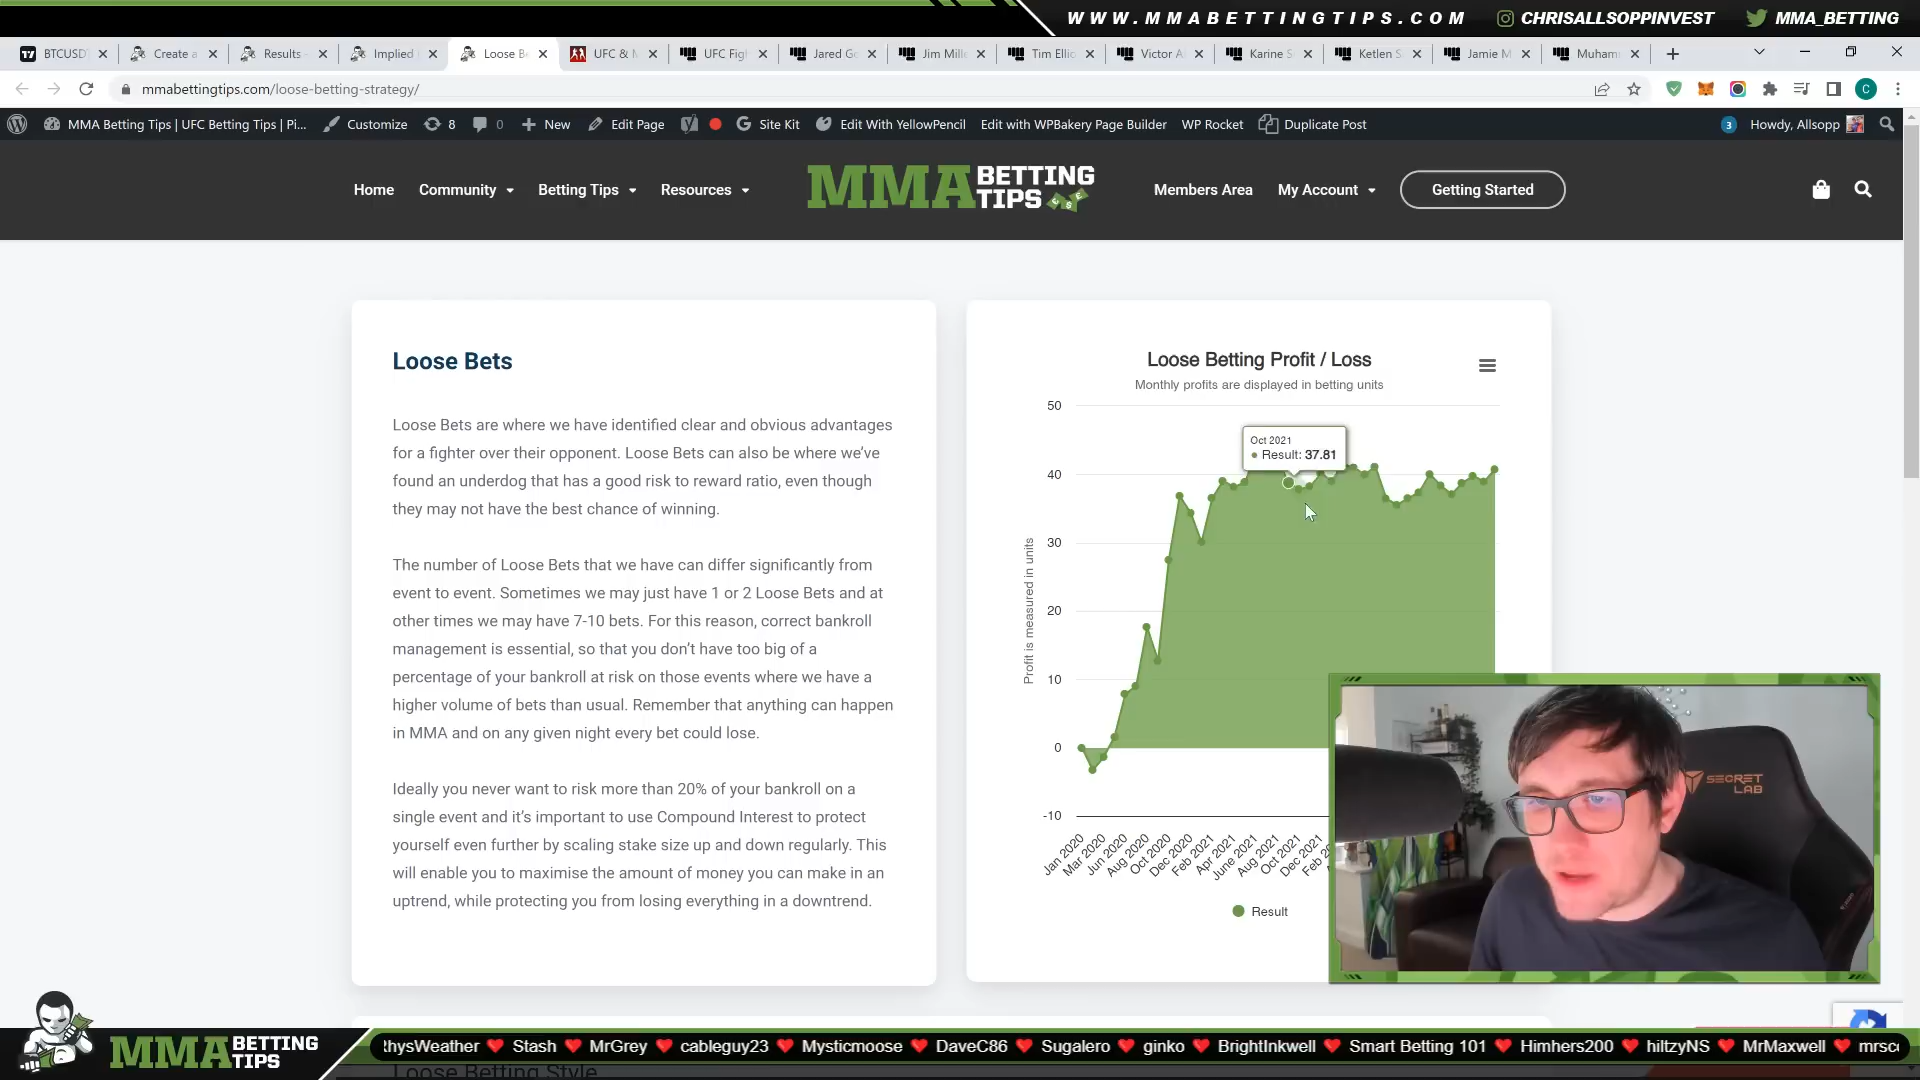 WWW.MMABETTINGTIPS.COM CHRISALLSOPPINVEST MMA_BETTING
BTCUSD Create a Results - Implied Loose Be UFC & M UFC Figh Jared Go Jim Mille Tim Ellio Victor A Karine S Ketlen S Jamie M Muham
mmabettingtips.com/loose-betting-strategy/
C
MMA Betting Tips | UFC Betting Tips | Pi... Customize 8 0 New Edit Page Site Kit Edit With YellowPencil Edit with WPBakery Page Builder WP Rocket Duplicate Post 3 Howdy, Allsopp
Home Community Betting Tips Resources MMA BETTING TIPS Members Area My Account Getting Started
Loose Bets
Loose Bets are where we have identified clear and obvious advantages
for a fighter over their opponent. Loose Bets can also be where we've
found an underdog that has a good risk to reward ratio, even though
they may not have the best chance of winning.
The number of Loose Bets that we have can differ significantly from
event to event. Sometimes we may just have 1 or 2 Loose Bets and at
other times we may have 7-10 bets. For this reason, correct bankroll
management is essential, so that you don't have too big of a
percentage of your bankroll at risk on those events where we have a
higher volume of bets than usual. Remember that anything can happen
in MMA and on any given night every bet could lose.
Ideally you never want to risk more than 20% of your bankroll on a
single event and it's important to use Compound Interest to protect
yourself even further by scaling stake size up and down regularly. This
will enable you to maximise the amount of money you can make in an
uptrend, while protecting you from losing everything in a downtrend.
Loose Betting Profit / Loss
Monthly profits are displayed in betting units
Profit is measured in units
50
40
30
20
10
0
-10
Oct 2021
Result: 37.81
Jan 2020 Mar 2020 Jun 2020 Aug 2020 Oct 2020 Dec 2020 Feb 2021 Apr 2021 June 2021 Aug 2021 Oct 2021 Dec 2021 Feb 2
Result
SECRET
LAB
MMA BETTING TIPS
RhysWeather Stash MrGrey cableguy23 Mysticmoose DaveC86 Sugalero ginko BrightInkwell Smart Betting 101 Himhers200 hiltzyNS MrMaxwell mrsco
Loose Betting Style